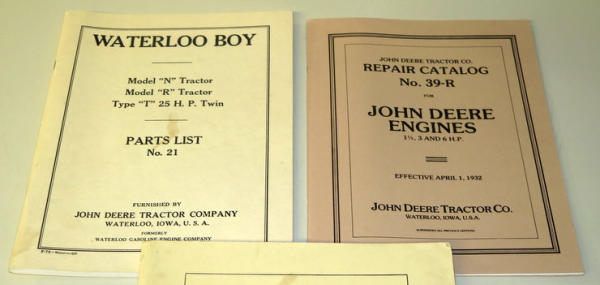 WATERLOO BOY
Model "N" Tractor
Model "R" Tractor
Type "T" 25 H. P. Twin
PARTS LIST
No. 21
FURNISHED BY
JOHN DEERE TRACTOR COMPANY
WATERLOO, IOWA, U. S. A.
FORMERLY
WATERLOO GASOLINE ENGINE COMPANY
JOHN DEERE TRACTOR CO.
REPAIR CATALOG
No. 39-R
FOR
JOHN DEERE
ENGINES
1½, 3 AND 6 H.P.
EFFECTIVE APRIL 1, 1932
JOHN DEERE TRACTOR CO.
WATERLOO, IOWA, U.S.A.